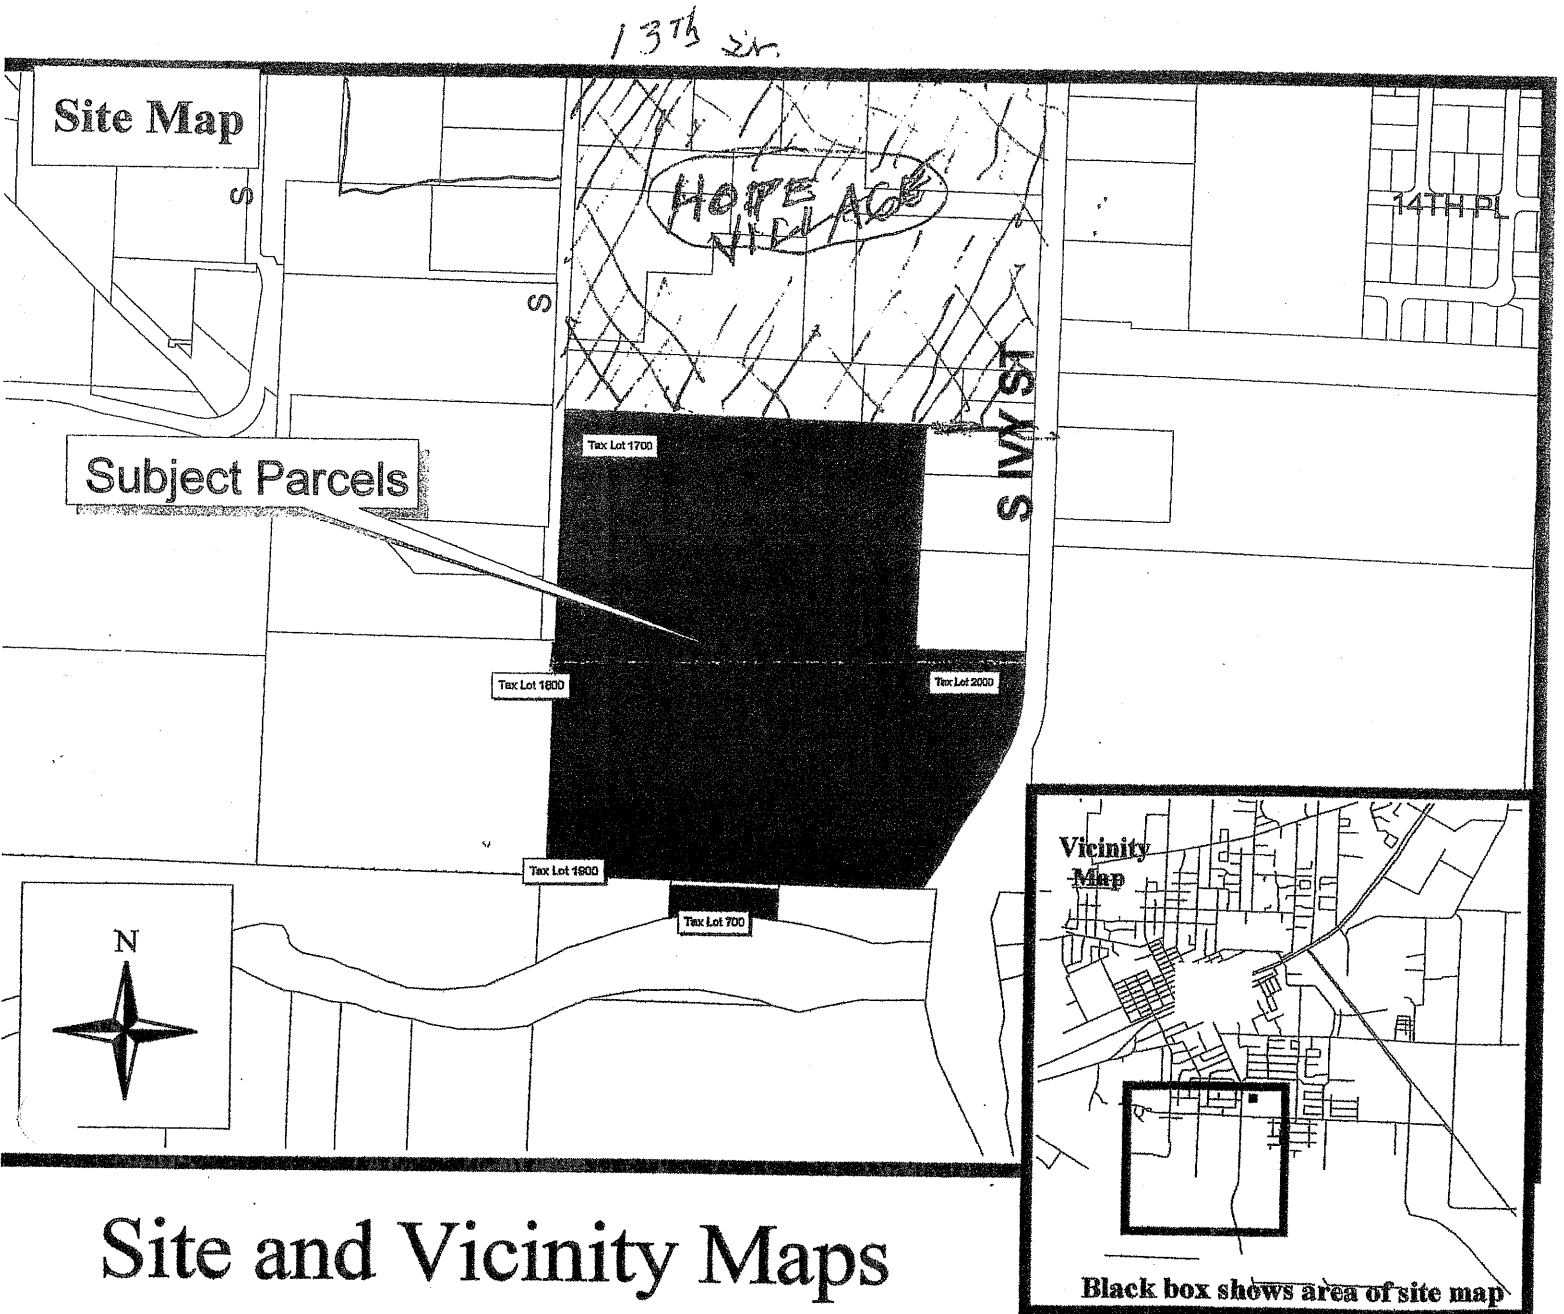 13Th St.
Site Map
S
S
HOPE
VILLAGE
14TH PL
S IVY ST
Tax Lot 1700
Subject Parcels
Tax Lot 1800
Tax Lot 2000
Tax Lot 1900
Tax Lot 700
N
Vicinity
Map
Black box shows area of site map
Site and Vicinity Maps